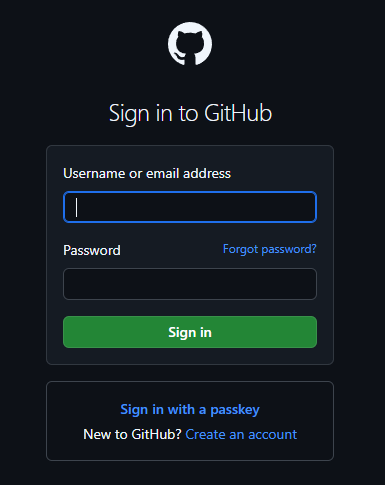 Sign in to GitHub
Username or email address
Password Forgot password?
Sign in
Sign in with a passkey
New to GitHub? Create an account